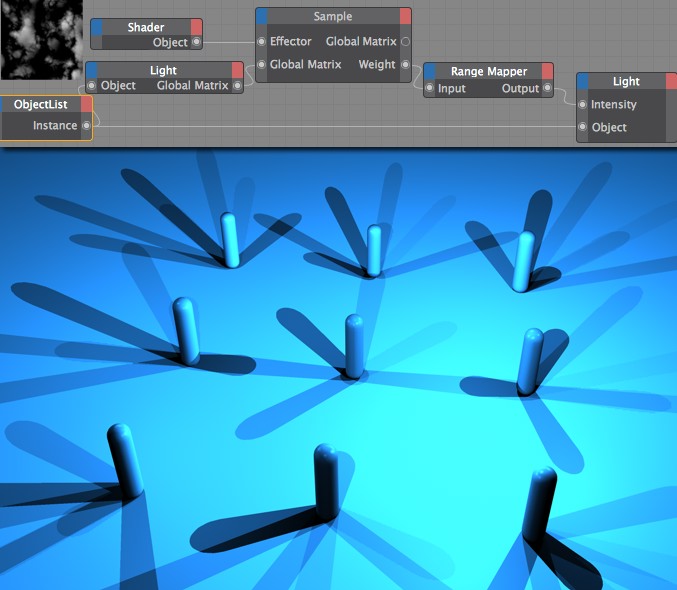 Shader
Object
Sample
Effector Global Matrix
Global Matrix Weight
Light
Object Global Matrix
Range Mapper
Input Output
ObjectList
Instance
Light
Intensity
Object